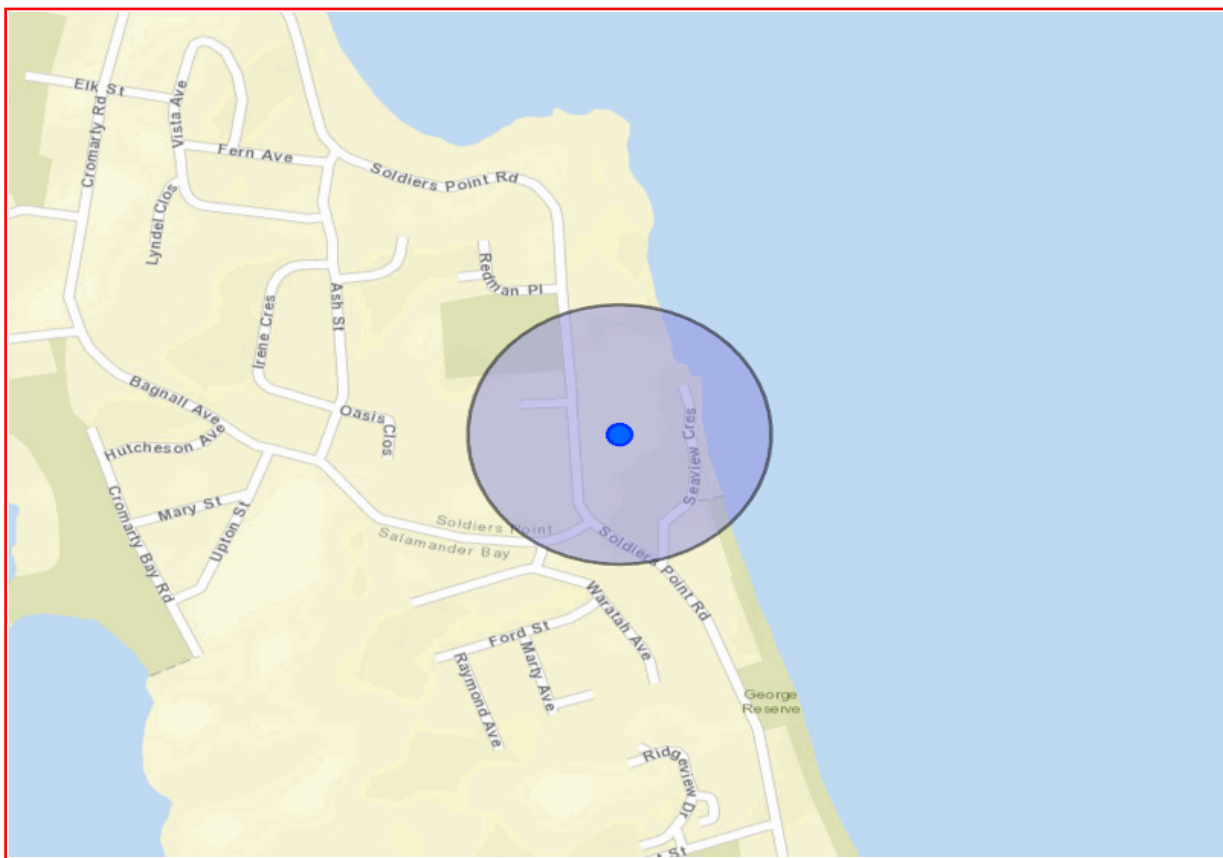 Elk St
Vista Ave
Cromarty Rd
Fern Ave
Soldiers Point Rd
Lyndel Clos
Redman Pl
Ash St
Irene Cres
Bagnall Ave
Oasis Clos
Hutcheson Ave
Seaview Cres
Mary St
Upton St
Cromarty Bay Rd
Soldiers Point
Salamander Bay
Soldiers Point Rd
Waratah Ave
Ford St
Marty Ave
Raymond Ave
George
Reserve
Ridgeview Dr
St